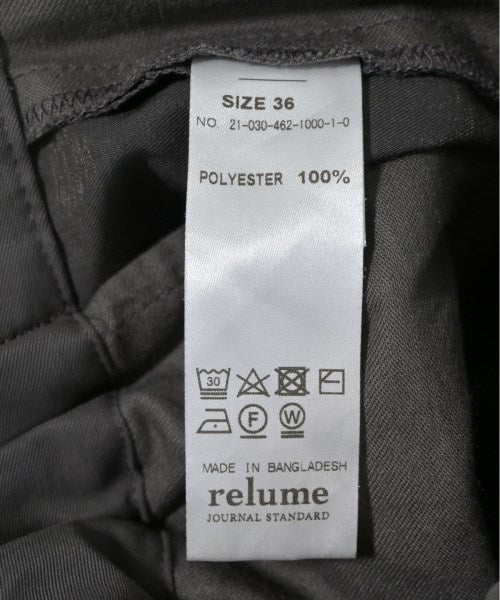 SIZE 36
NO. 21-030-462-1000-1-0
POLYESTER 100%
30
F W
MADE IN BANGLADESH
relume
JOURNAL STANDARD